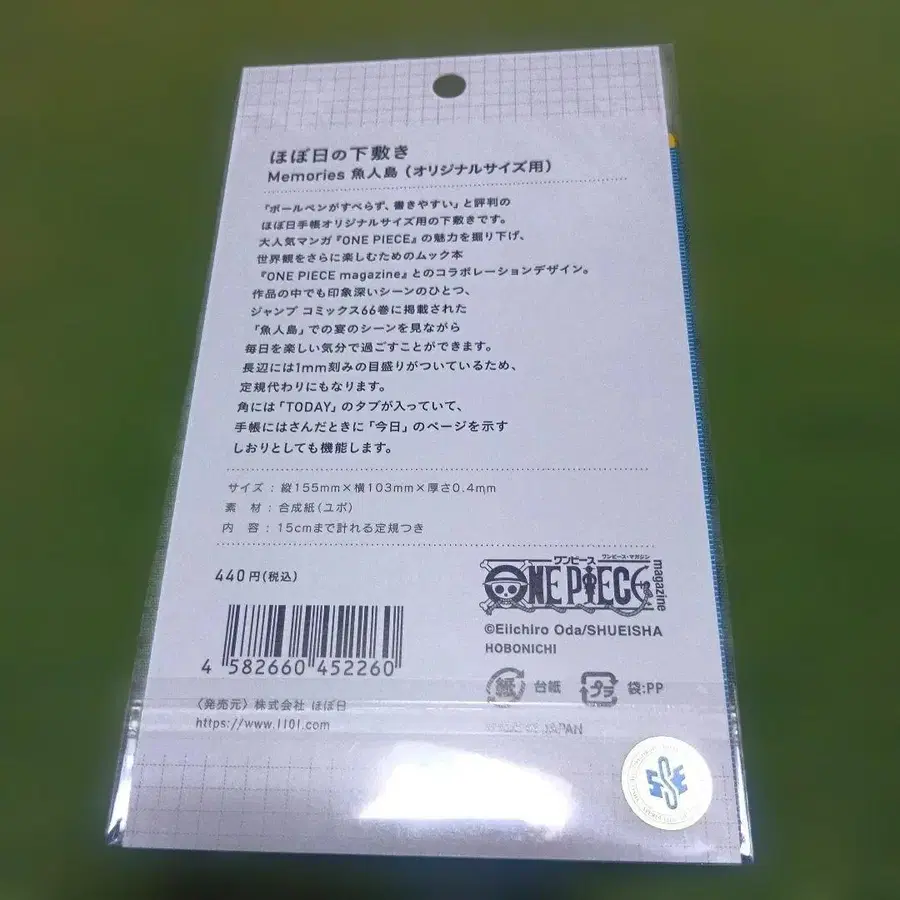 ほぼ日の下敷き
Memories 魚人島（オリジナルサイズ用）
「ボールペンがすべらず、書きやすい」と評判の
ほぼ日手帳オリジナルサイズ用の下敷きです。
大人気マンガ『ONE PIECE』の魅力を掘り下げ、
世界観をさらに楽しむためのムック本
『ONE PIECE magazine』とのコラボレーションデザイン。
作品の中でも印象深いシーンのひとつ、
ジャンプ コミックス66巻に掲載された
「魚人島」での宴のシーンを見ながら
毎日を楽しい気分で過ごすことができます。
長辺には1mm刻みの目盛りがついているため、
定規代わりにもなります。
角には「TODAY」のタブが入っていて、
手帳にはさんだときに「今日」のページを示す
しおりとしても機能します。
サイズ：縦155mm×横103mm×厚さ0.4mm
素　材：合成紙（ユポ）
内　容：15cmまで計れる定規つき
440円（税込）
ワンピース ワンピース・マガジン
ONE PIECE magazine
©Eiichiro Oda/SHUEISHA
HOBONICHI
4 582660 452260
紙 台紙 プラ 袋:PP
〈発売元〉株式会社 ほぼ日
https://www.1101.com
JAPAN